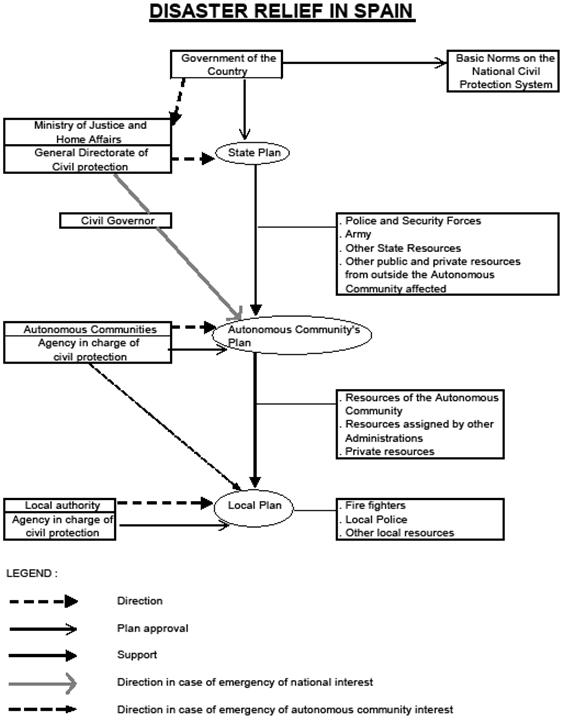 DISASTER RELIEF IN SPAIN
Government of the
Country
Basic Norms on the
National Civil
Protection System
Ministry of Justice and
Home Affairs
General Directorate of
Civil protection
State Plan
Civil Governor
. Police and Security Forces
. Army
. Other State Resources
. Other public and private resources
from outside the Autonomous
Community affected
Autonomous Communities
Agency in charge of
civil protection
Autonomous Community's
Plan
. Resources of the Autonomous
Community
. Resources assigned by other
Administrations
. Private resources
Local authority
Agency in charge of
civil protection
Local Plan
. Fire fighters
. Local Police
. Other local resources
LEGEND :
Direction
Plan approval
Support
Direction in case of emergency of national interest
Direction in case of emergency of autonomous community interest